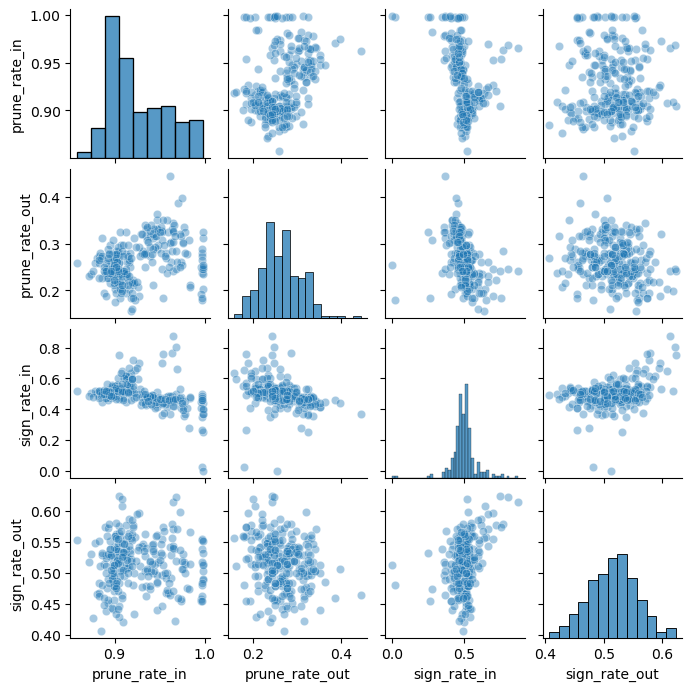 prune_rate_in
1.00
0.95
0.90
prune_rate_out
0.4
0.3
0.2
sign_rate_in
0.8
0.6
0.4
0.2
0.0
sign_rate_out
0.60
0.55
0.50
0.45
0.40
0.9 1.0 0.2 0.4 0.0 0.5 0.4 0.5 0.6
prune_rate_in prune_rate_out sign_rate_in sign_rate_out